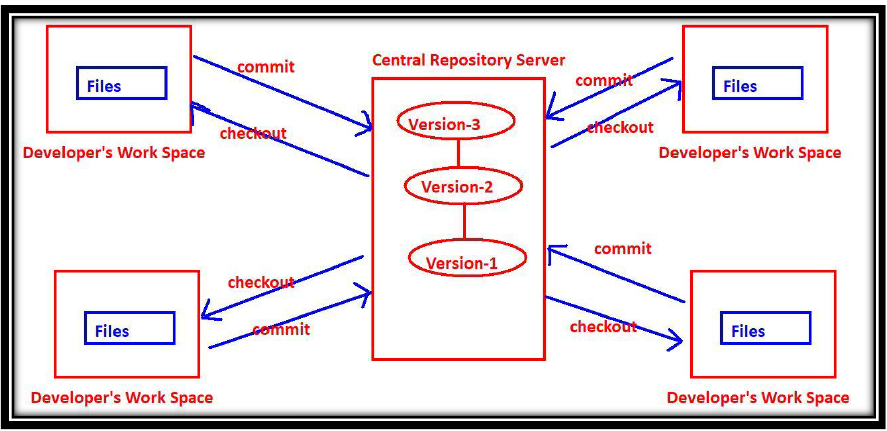 Files
Developer's Work Space
commit
checkout
Central Repository Server
Version-3
Version-2
Version-1
commit
checkout
Files
Developer's Work Space
Files
Developer's Work Space
checkout
commit
commit
checkout
Files
Developer's Work Space